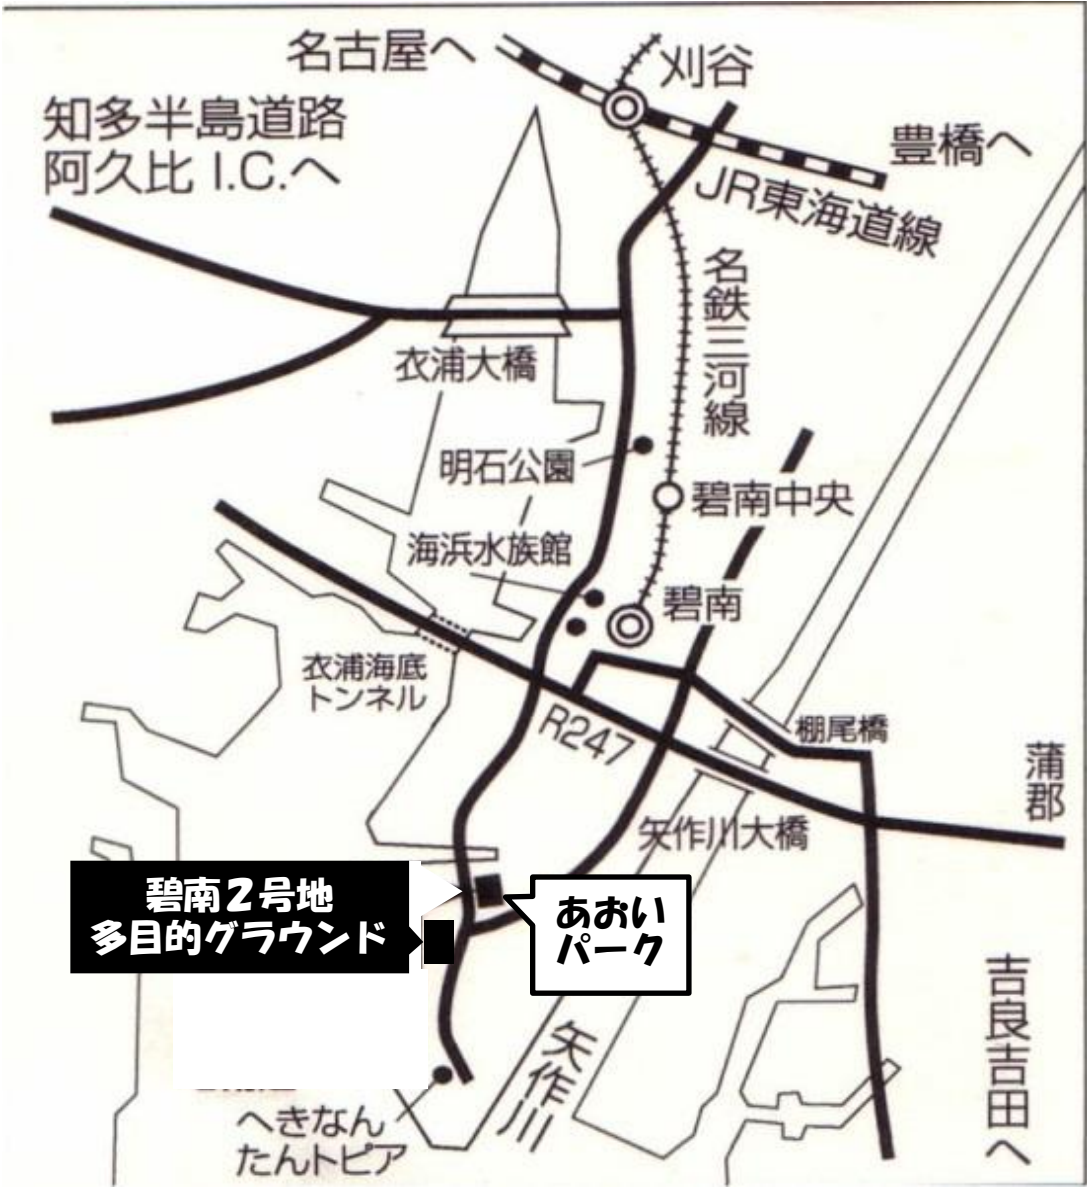 名古屋へ
刈谷
知多半島道路
阿久比 I.C.へ
豊橋へ
JR東海道線
名鉄三河線
衣浦大橋
明石公園
碧南中央
海浜水族館
碧南
衣浦海底
トンネル
R247
棚尾橋
蒲郡
矢作川大橋
碧南2号地
多目的グラウンド
あおい
パーク
吉良吉田へ
矢作川
へきなん
たんトピア